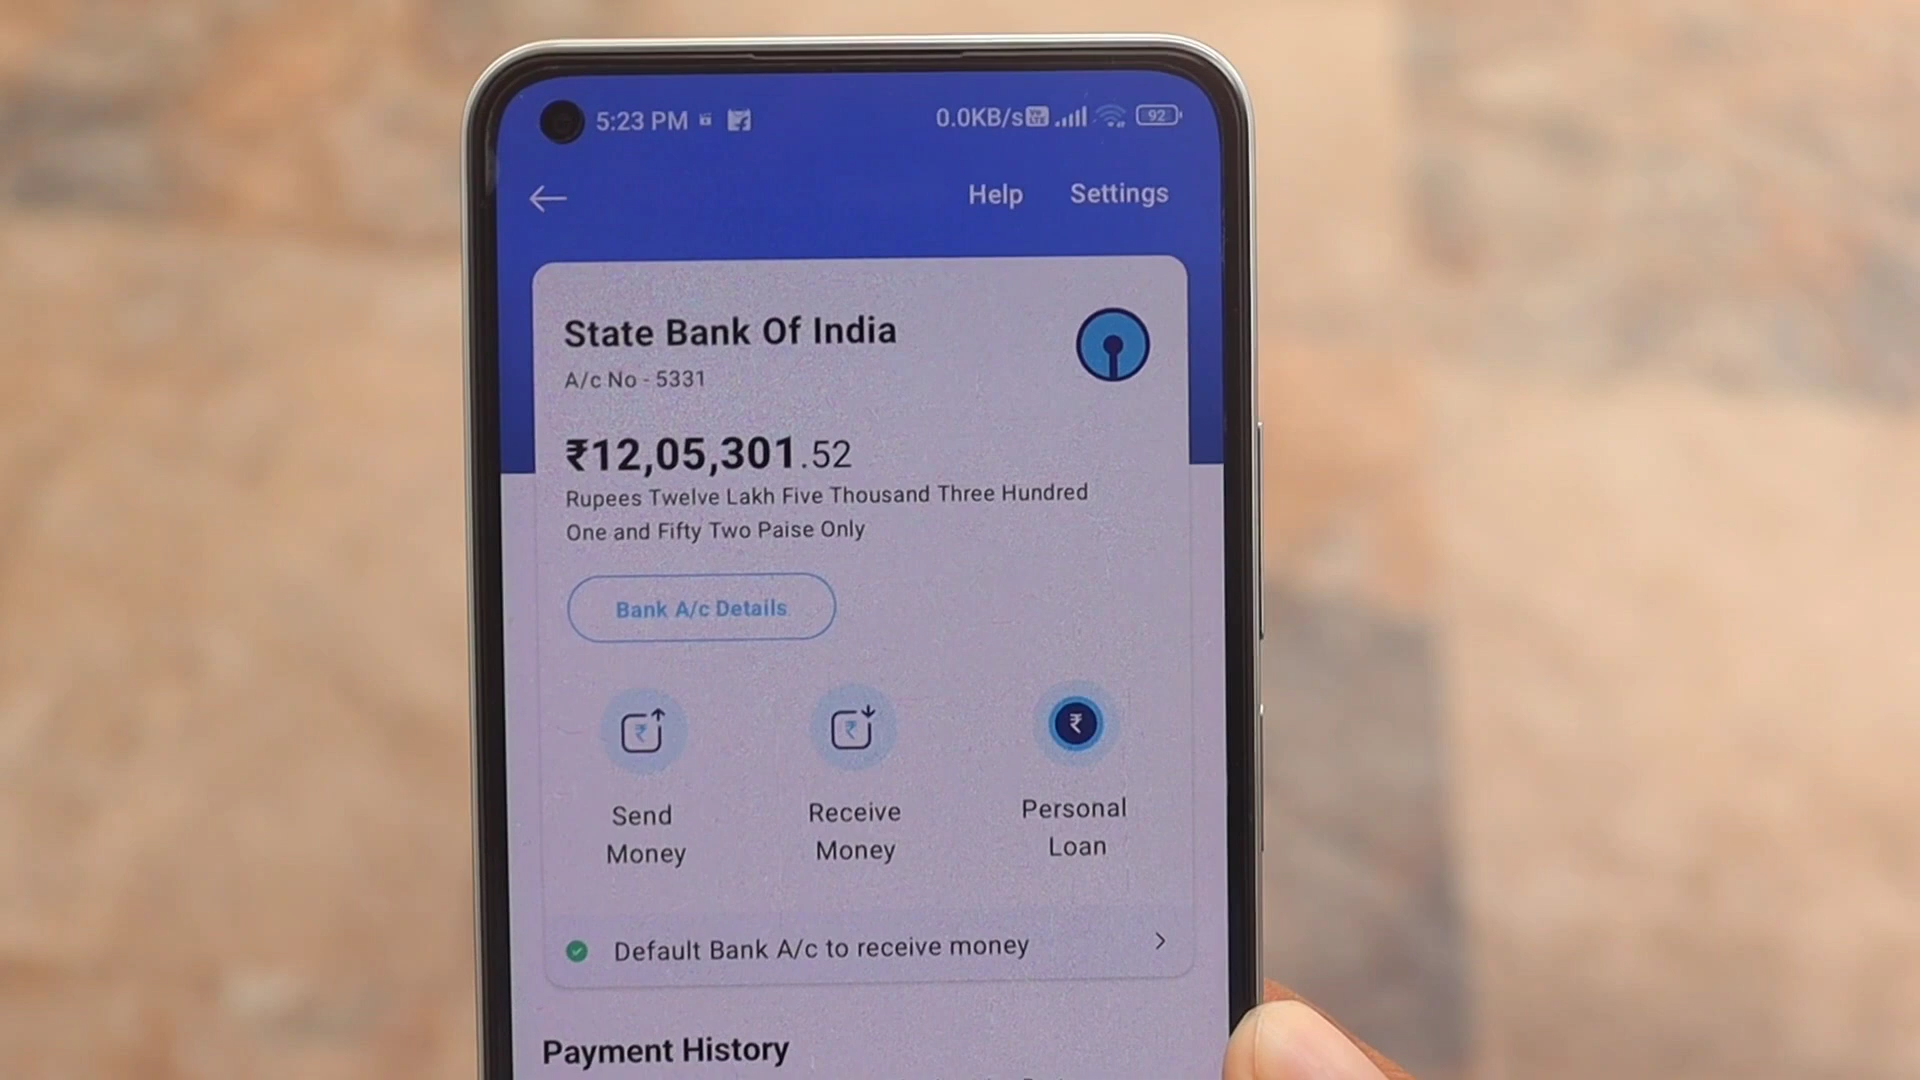 5:23 PM
0.0KB/s
92
Help Settings
State Bank Of India
A/c No - 5331
₹12,05,301.52
Rupees Twelve Lakh Five Thousand Three Hundred
One and Fifty Two Paise Only
Bank A/c Details
Send Money
Receive Money
Personal Loan
Default Bank A/c to receive money
Payment History